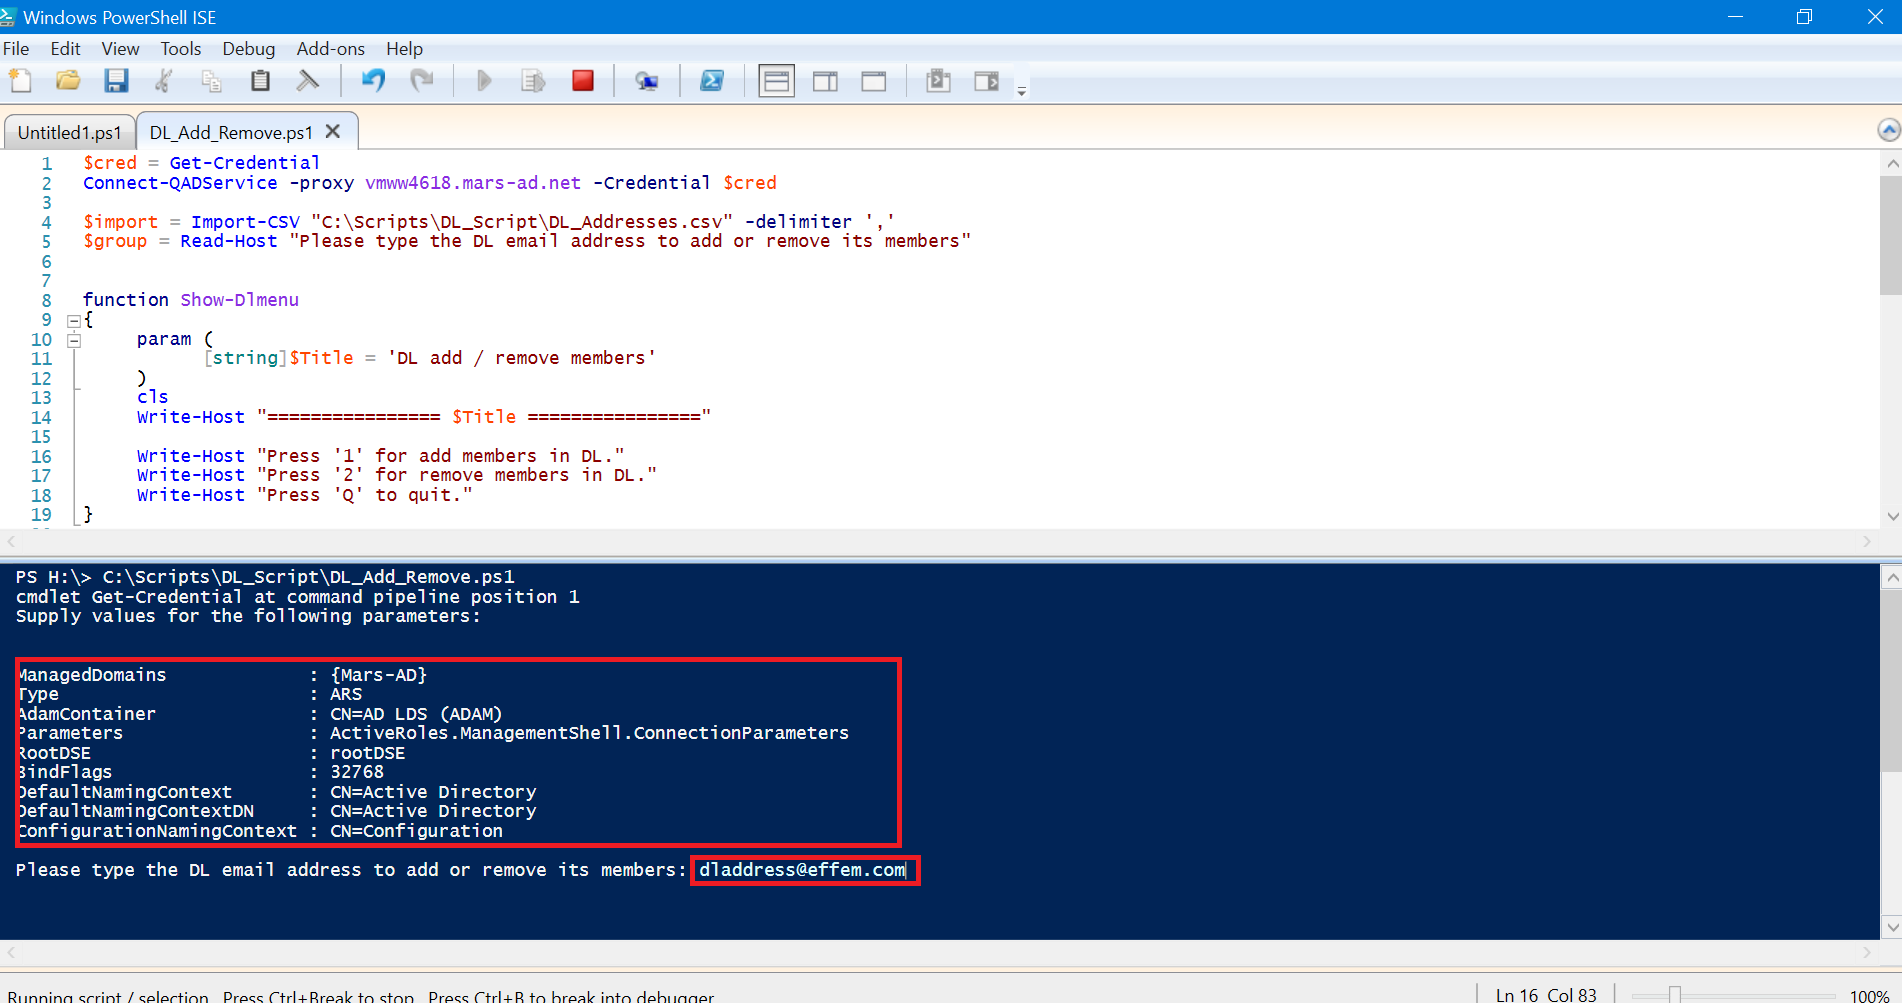 Windows PowerShell ISE
File Edit View Tools Debug Add-ons Help
Untitled1.ps1 DL_Add_Remove.ps1
1 $cred = Get-Credential
2 Connect-QADService -proxy vmww4618.mars-ad.net -Credential $cred
3
4 $import = Import-CSV "C:\Scripts\DL_Script\DL_Addresses.csv" -delimiter ','
5 $group = Read-Host "Please type the DL email address to add or remove its members"
6
7
8 function Show-Dlmenu
9 {
10 param (
11 [string]$Title = 'DL add / remove members'
12 )
13 cls
14 Write-Host "================ $Title ================"
15
16 Write-Host "Press '1' for add members in DL."
17 Write-Host "Press '2' for remove members in DL."
18 Write-Host "Press 'Q' to quit."
19 }
PS H:\> C:\Scripts\DL_Script\DL_Add_Remove.ps1
cmdlet Get-Credential at command pipeline position 1
Supply values for the following parameters:
ManagedDomains : {Mars-AD}
Type : ARS
AdamContainer : CN=AD LDS (ADAM)
Parameters : ActiveRoles.ManagementShell.ConnectionParameters
RootDSE : rootDSE
BindFlags : 32768
DefaultNamingContext : CN=Active Directory
DefaultNamingContextDN : CN=Active Directory
ConfigurationNamingContext : CN=Configuration
Please type the DL email address to add or remove its members: dladdress@effem.com
Running script / selection. Press Ctrl+Break to stop. Press Ctrl+B to break into debugger. Ln 16 Col 83 100%